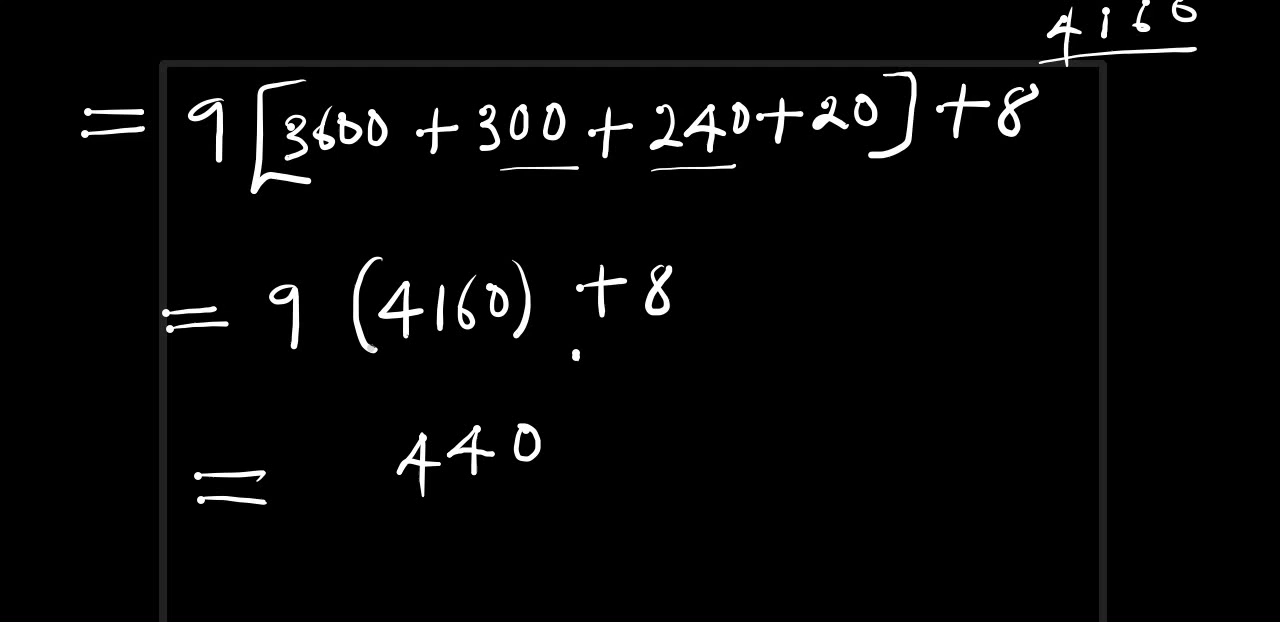 4160
= 9 [3600 + 300 + 240 + 20] + 8
= 9 (4160) + 8
= 440